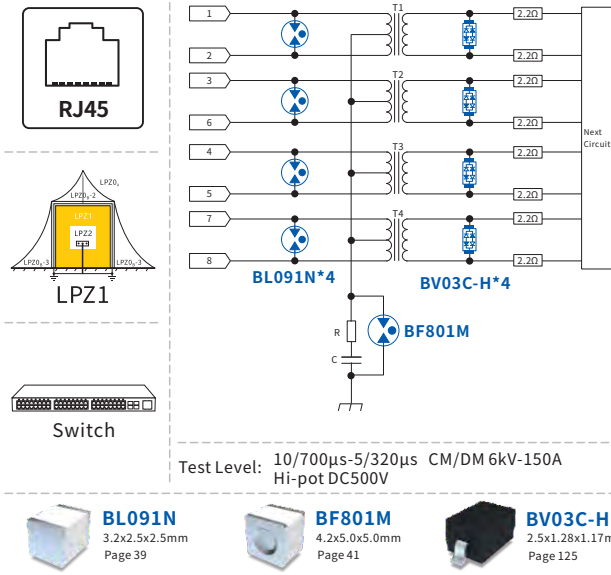 RJ45
LPZ0A
LPZ0B-2
LPZ1
LPZ2
LPZ0B-3
LPZ0B-3
LPZ1
Switch
1
T1
2.2Ω
2
2.2Ω
3
T2
2.2Ω
6
2.2Ω
Next
Circuit
4
T3
2.2Ω
5
2.2Ω
7
T4
2.2Ω
8
2.2Ω
BL091N*4
BV03C-H*4
R
BF801M
C
Test Level: 10/700μs-5/320μs CM/DM 6kV-150A
Hi-pot DC500V
BL091N
3.2x2.5x2.5mm
Page 39
BF801M
4.2x5.0x5.0mm
Page 41
BV03C-H
2.5x1.28x1.17m
Page 125